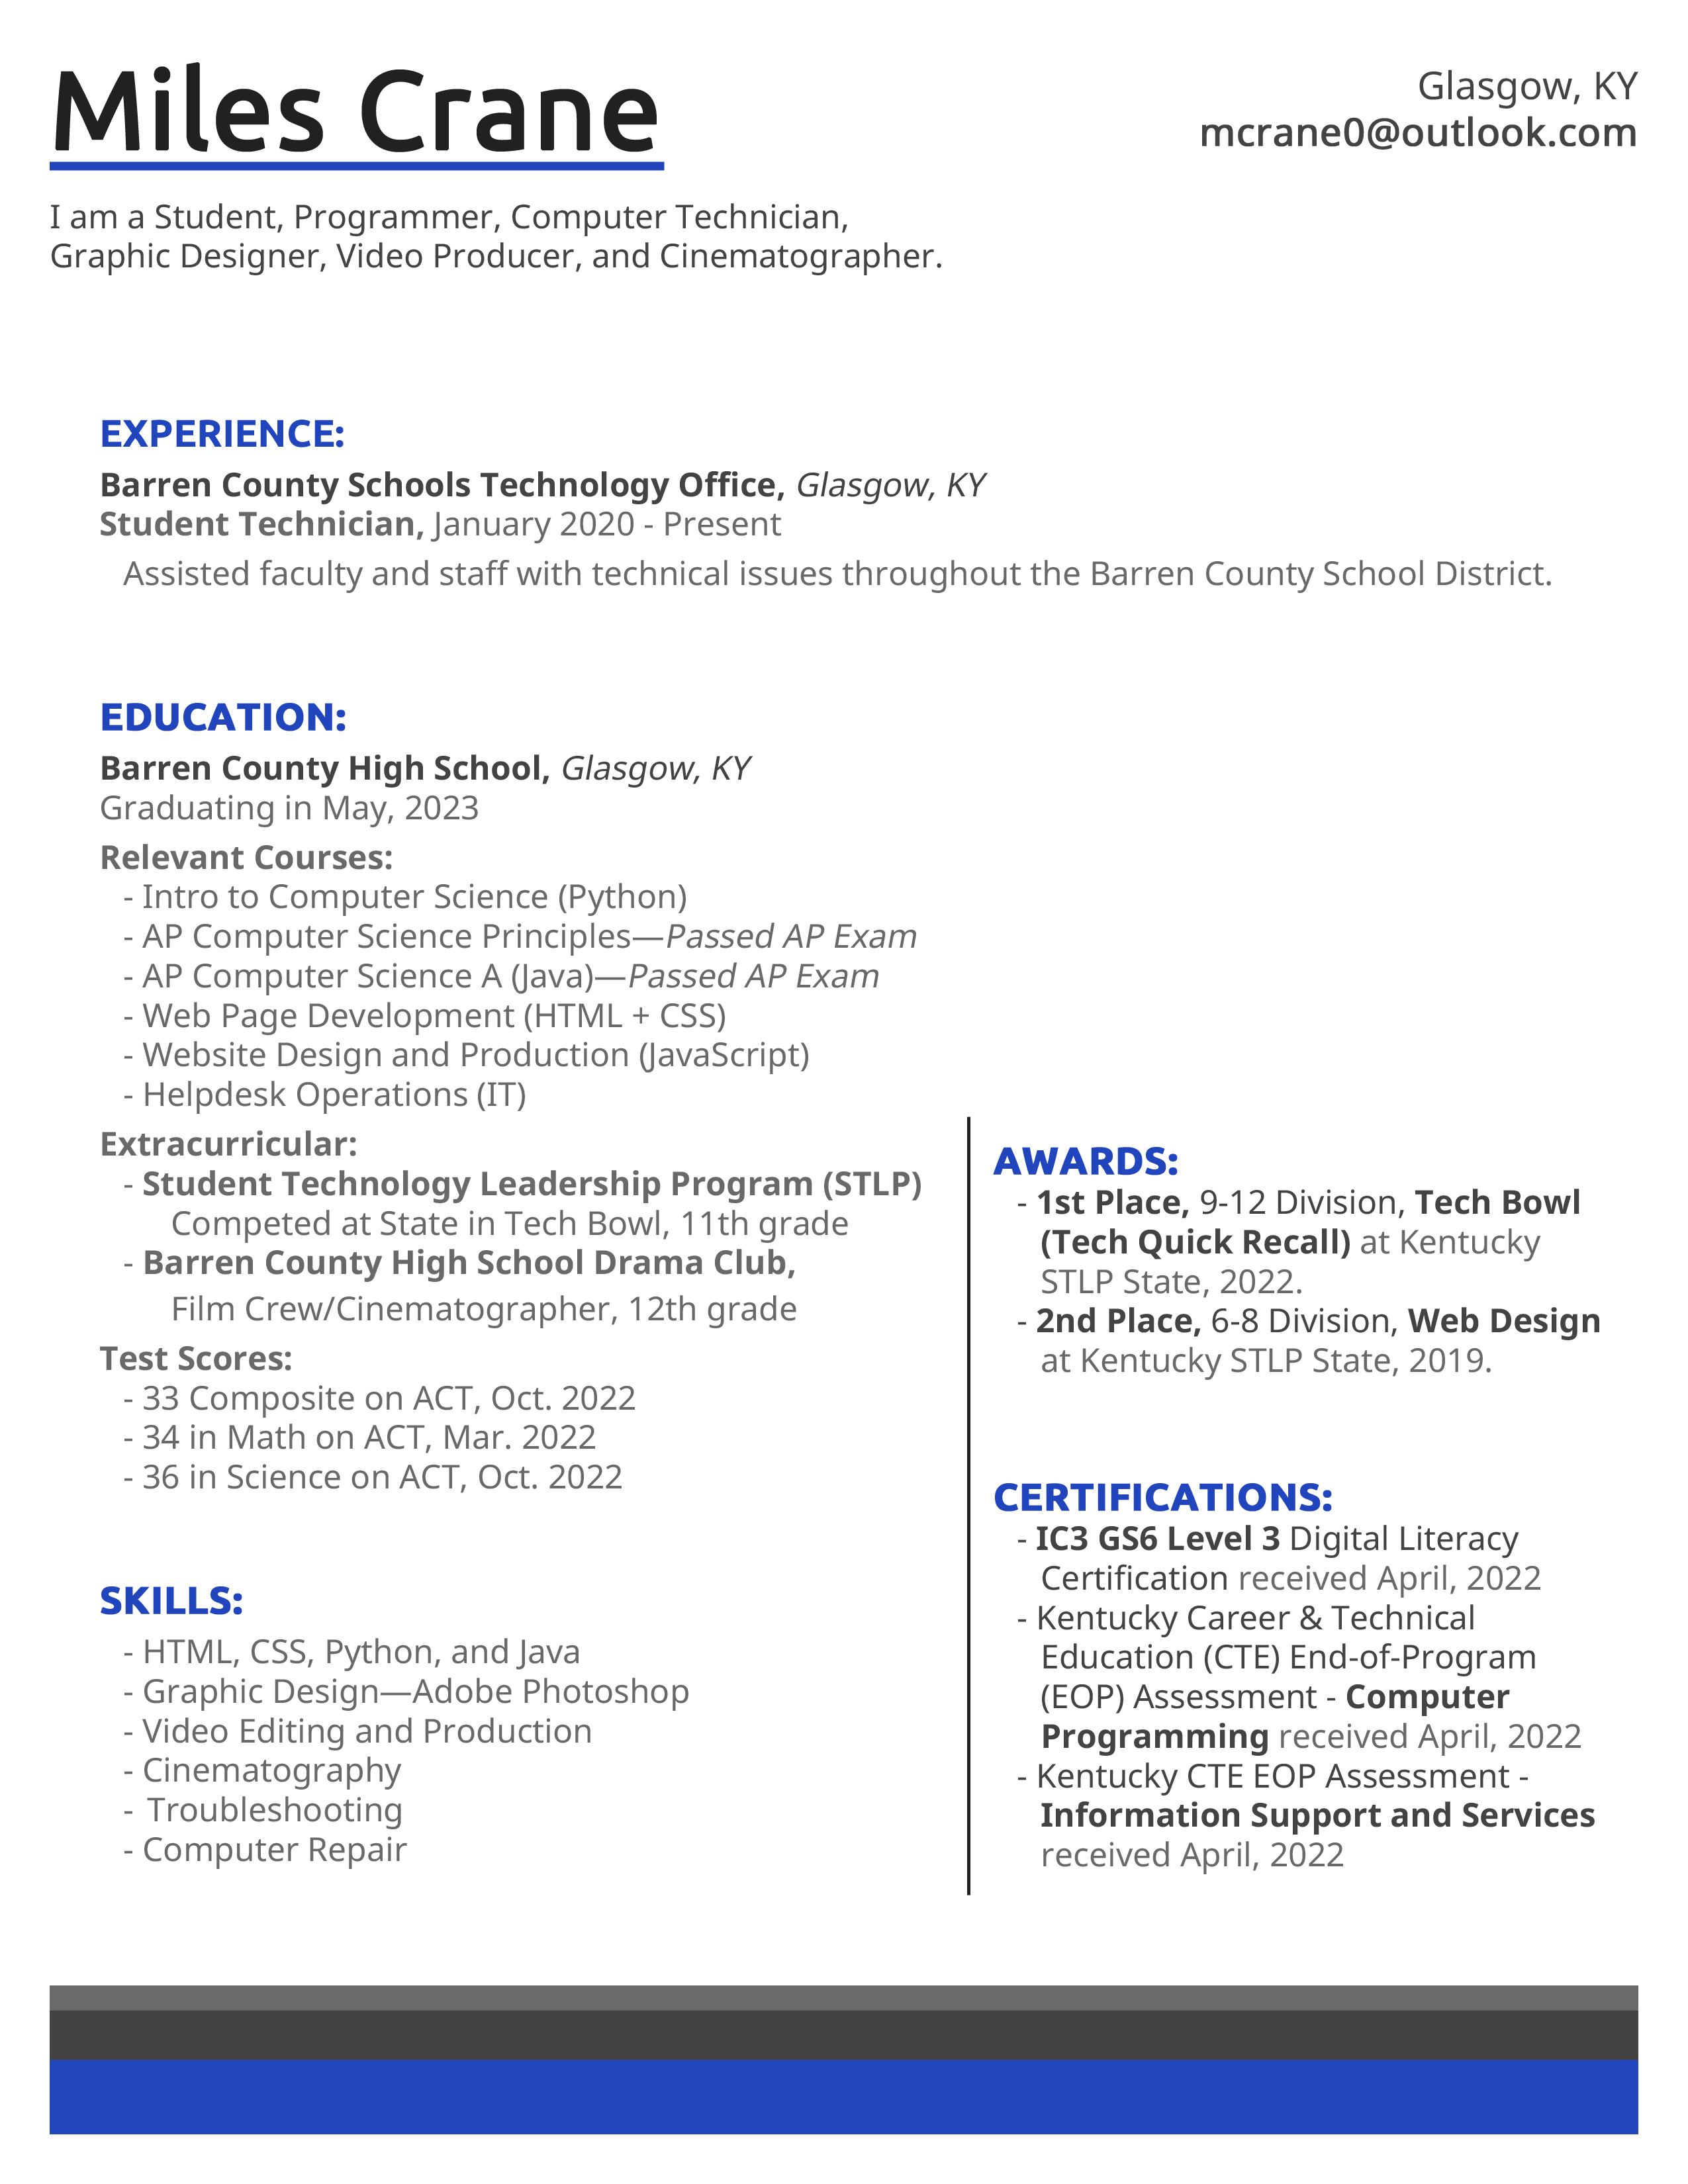 Miles Crane
Glasgow, KY
mcrane0@outlook.com
I am a Student, Programmer, Computer Technician,
Graphic Designer, Video Producer, and Cinematographer.
EXPERIENCE:
Barren County Schools Technology Office, Glasgow, KY
Student Technician, January 2020 - Present
Assisted faculty and staff with technical issues throughout the Barren County School District.
EDUCATION:
Barren County High School, Glasgow, KY
Graduating in May, 2023
Relevant Courses:
- Intro to Computer Science (Python)
- AP Computer Science Principles—Passed AP Exam
- AP Computer Science A (Java)—Passed AP Exam
- Web Page Development (HTML + CSS)
- Website Design and Production (JavaScript)
- Helpdesk Operations (IT)
Extracurricular:
- Student Technology Leadership Program (STLP)
Competed at State in Tech Bowl, 11th grade
- Barren County High School Drama Club,
Film Crew/Cinematographer, 12th grade
Test Scores:
- 33 Composite on ACT, Oct. 2022
- 34 in Math on ACT, Mar. 2022
- 36 in Science on ACT, Oct. 2022
SKILLS:
- HTML, CSS, Python, and Java
- Graphic Design—Adobe Photoshop
- Video Editing and Production
- Cinematography
- Troubleshooting
- Computer Repair
AWARDS:
- 1st Place, 9-12 Division, Tech Bowl
(Tech Quick Recall) at Kentucky
STLP State, 2022.
- 2nd Place, 6-8 Division, Web Design
at Kentucky STLP State, 2019.
CERTIFICATIONS:
- IC3 GS6 Level 3 Digital Literacy
Certification received April, 2022
- Kentucky Career & Technical
Education (CTE) End-of-Program
(EOP) Assessment - Computer
Programming received April, 2022
- Kentucky CTE EOP Assessment -
Information Support and Services
received April, 2022